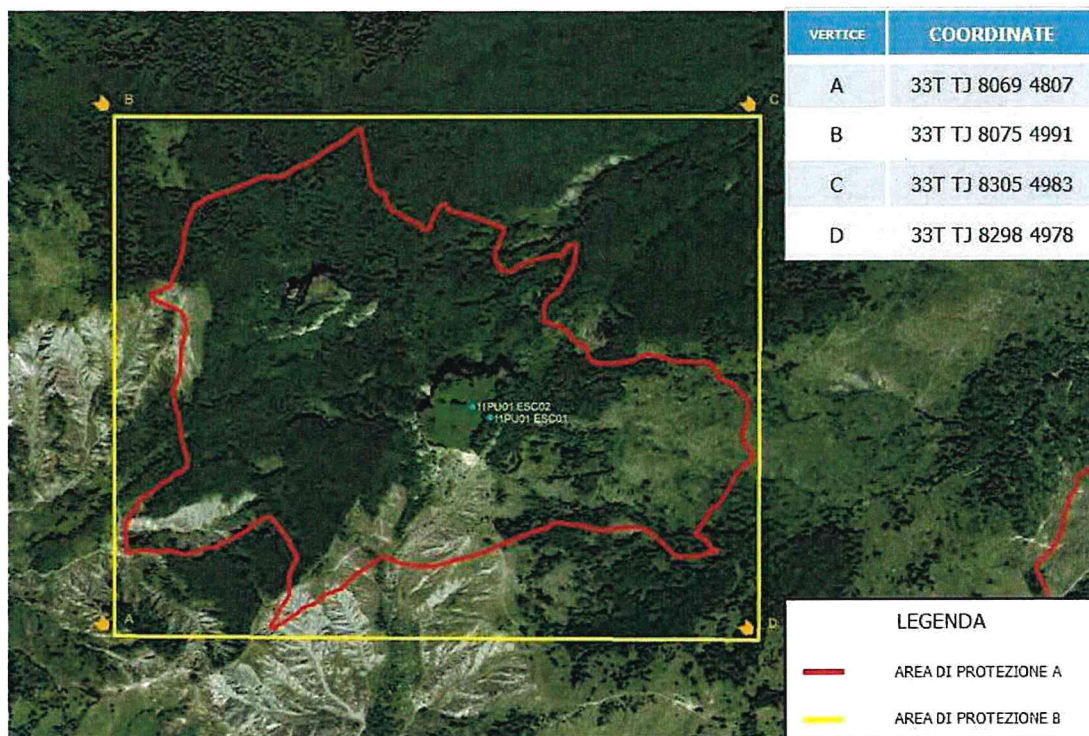 VERTICE COORDINATE
A 33T TJ 8069 4807
B 33T TJ 8075 4991
C 33T TJ 8305 4983
D 33T TJ 8298 4978
B
C
11PU01 ESC02
11PU01 ESC01
A
D
LEGENDA
AREA DI PROTEZIONE A
AREA DI PROTEZIONE B